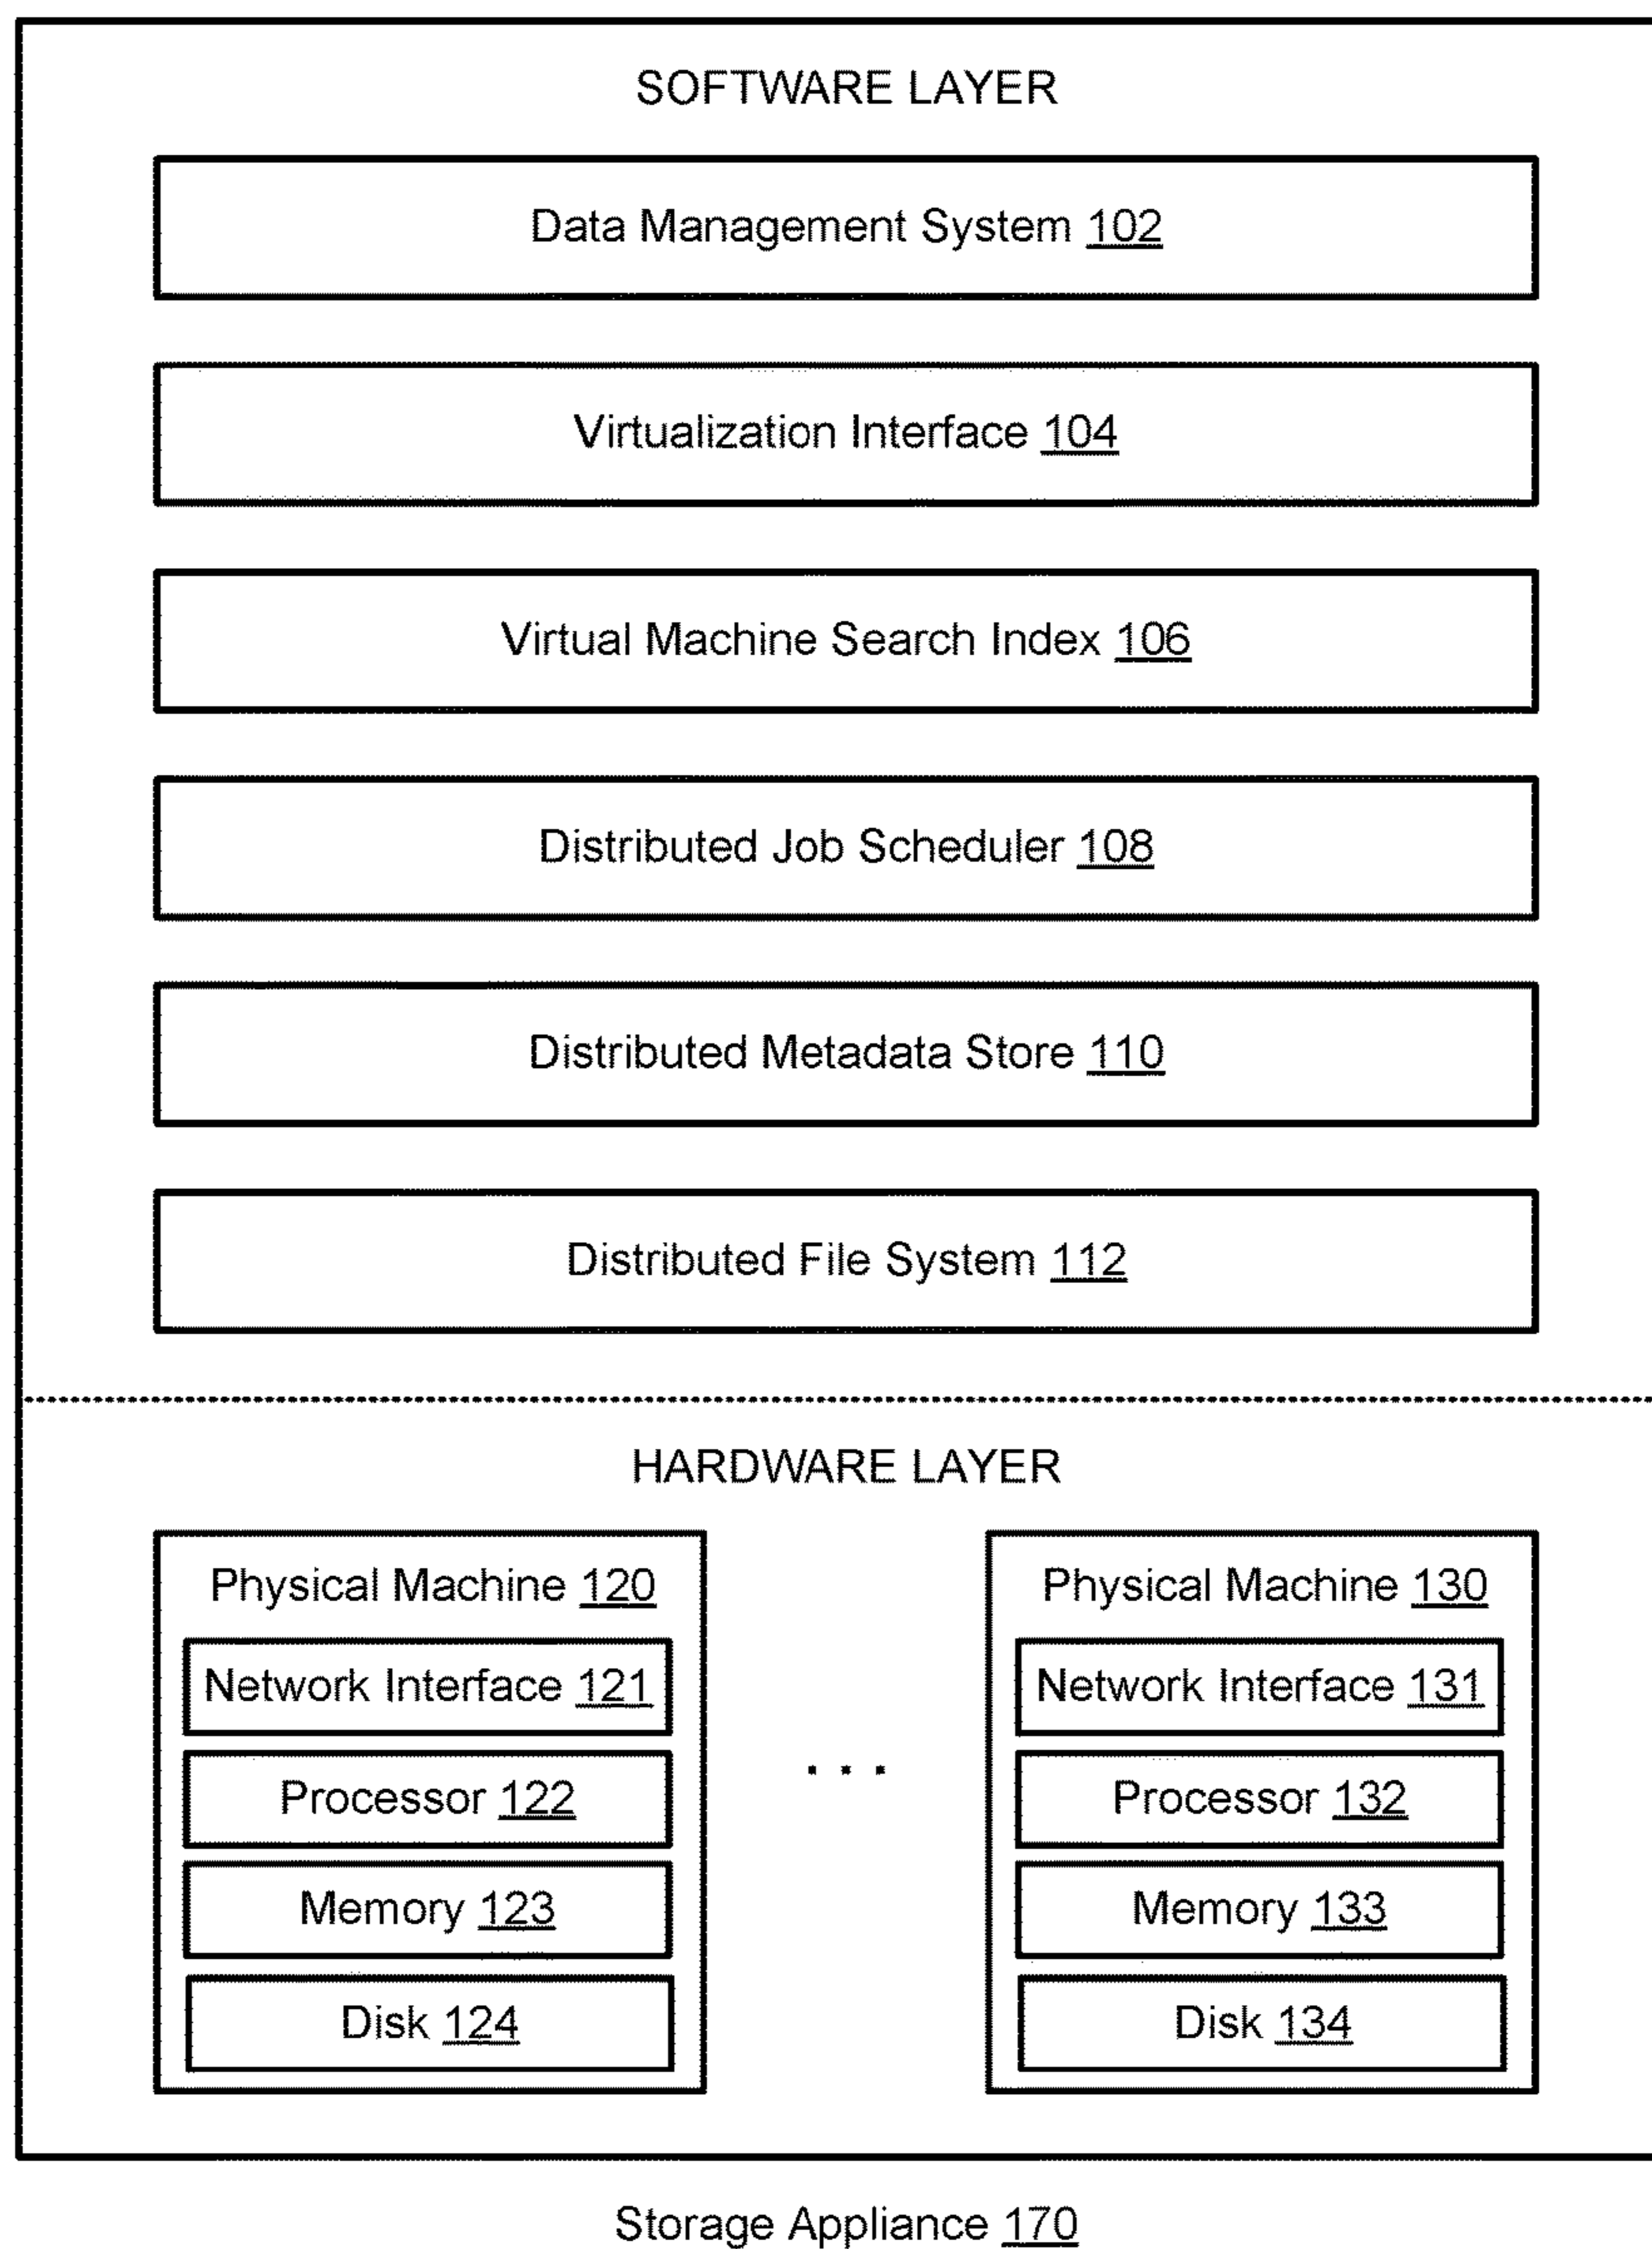 SOFTWARE LAYER
Data Management System 102
Virtualization Interface 104
Virtual Machine Search Index 106
Distributed Job Scheduler 108
Distributed Metadata Store 110
Distributed File System 112
HARDWARE LAYER
Physical Machine 120
Network Interface 121
Processor 122
Memory 123
Disk 124
. . .
Physical Machine 130
Network Interface 131
Processor 132
Memory 133
Disk 134
Storage Appliance 170